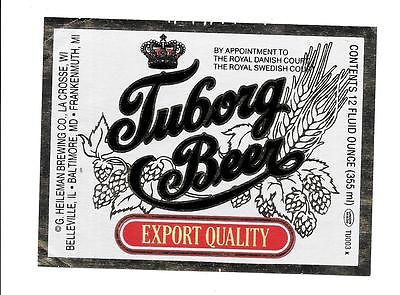 BY APPOINTMENT TO
THE ROYAL DANISH COURT
THE ROYAL SWEDISH COURT
Tuborg
Beer
EXPORT QUALITY
©G. HEILEMAN BREWING CO., LA CROSSE, WI
BELLEVILLE, IL • BALTIMORE, MD • FRANKENMUTH, MI
CONTENTS 12 FLUID OUNCE (355 ml)
TU003 K